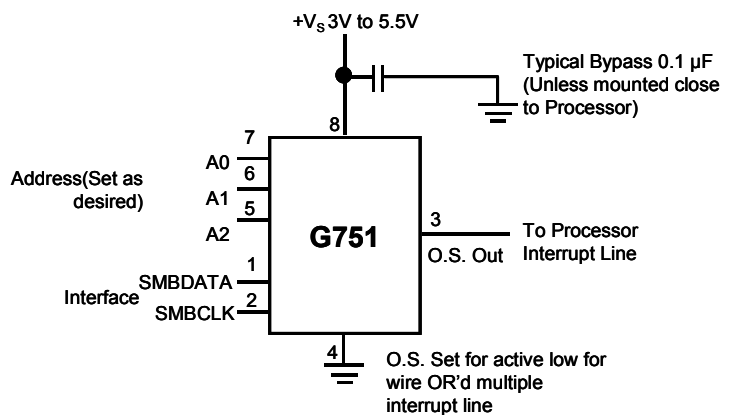 +VS 3V to 5.5V
Typical Bypass 0.1 µF
(Unless mounted close
to Processor)
8
7
A0
6
Address(Set as
desired)
A1
5
A2
G751
3
O.S. Out
To Processor
Interrupt Line
1
Interface
SMBDATA
2
SMBCLK
4
O.S. Set for active low for
wire OR’d multiple
interrupt line